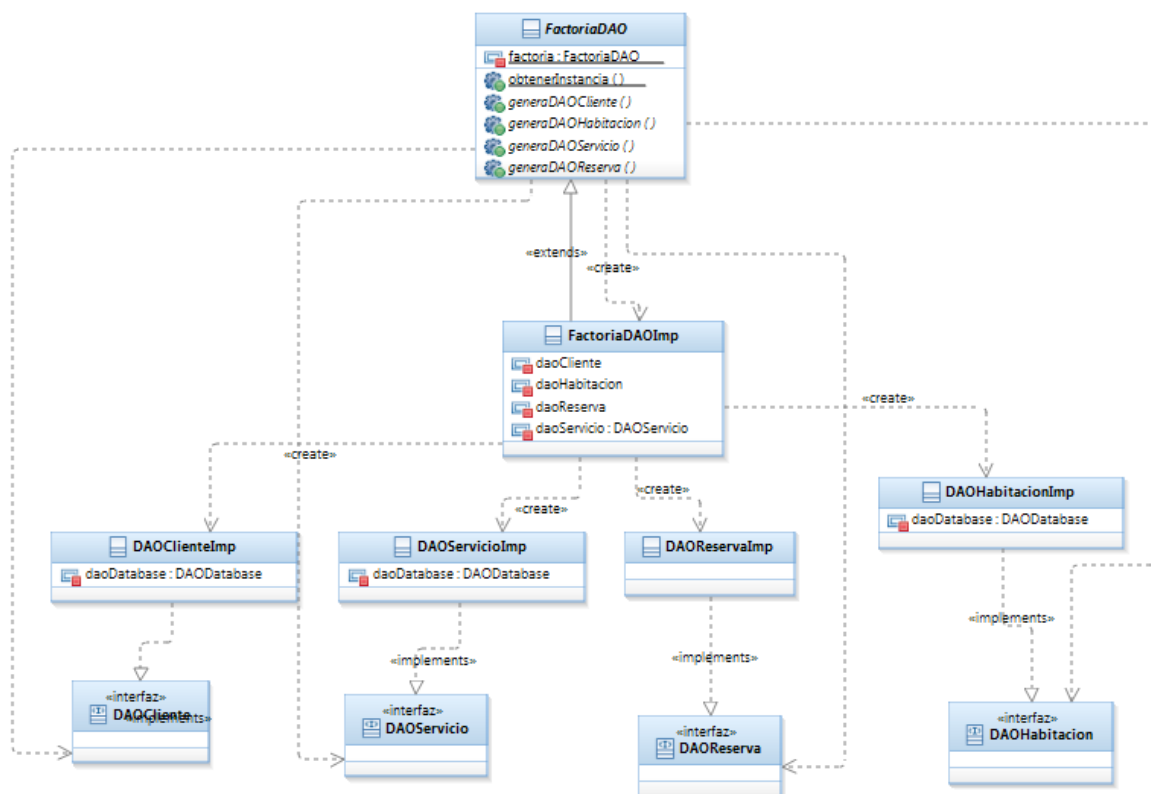 FactoriaDAO
factoria : FactoriaDAO
obtenerInstancia ( )
generaDAOCliente ( )
generaDAOHabitacion ( )
generaDAOServicio ( )
generaDAOReserva ( )
«extends»
«create»
FactoriaDAOImp
daoCliente
daoHabitacion
daoReserva
daoServicio : DAOServicio
«create»
«create»
«create»
«create»
DAOHabitacionImp
daoDatabase : DAODatabase
DAOClienteImp
daoDatabase : DAODatabase
DAOServicioImp
daoDatabase : DAODatabase
DAOReservaImp
«implements»
«implements»
«implements»
«interfaz»
DAOCliente
«implements»
«interfaz»
DAOServicio
«interfaz»
DAOReserva
«interfaz»
DAOHabitacion